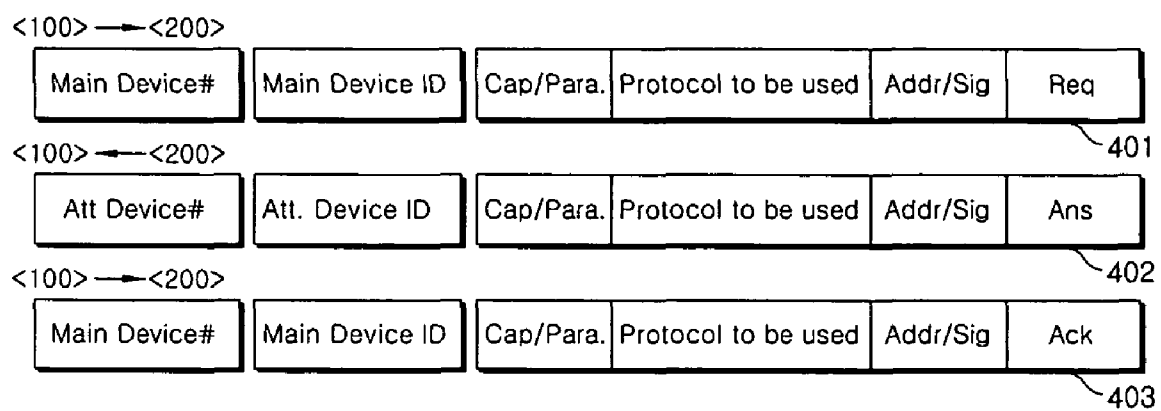 <100> → <200>
Main Device# Main Device ID Cap/Para. Protocol to be used Addr/Sig Req
401
<100> ← <200>
Att Device# Att. Device ID Cap/Para. Protocol to be used Addr/Sig Ans
402
<100> → <200>
Main Device# Main Device ID Cap/Para. Protocol to be used Addr/Sig Ack
403